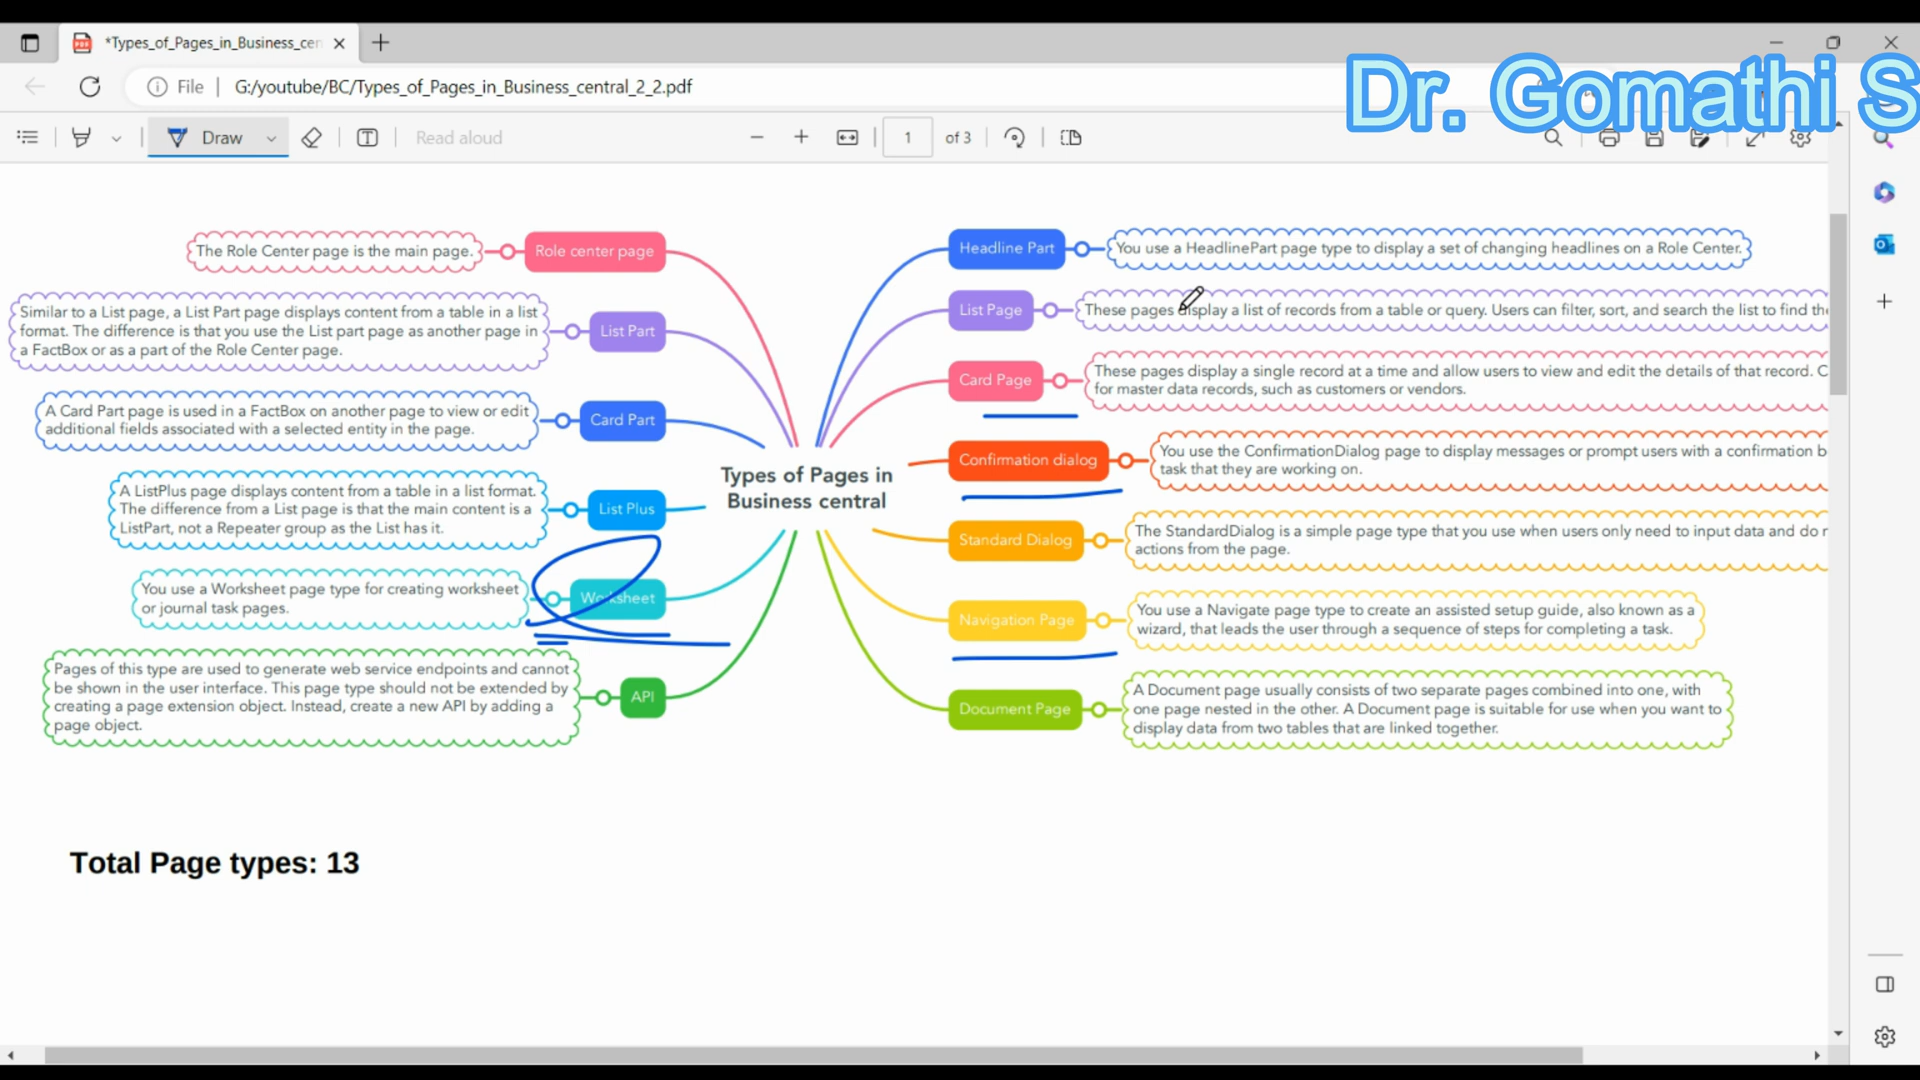 *Types_of_Pages_in_Business_cen
File
G:/youtube/BC/Types_of_Pages_in_Business_central_2_2.pdf
Dr. Gomathi S
Draw
Read aloud
1
of 3
The Role Center page is the main page.
Role center page
Similar to a List page, a List Part page displays content from a table in a list
format. The difference is that you use the List part page as another page in
a FactBox or as a part of the Role Center page.
List Part
A Card Part page is used in a FactBox on another page to view or edit
additional fields associated with a selected entity in the page.
Card Part
A ListPlus page displays content from a table in a list format.
The difference from a List page is that the main content is a
ListPart, not a Repeater group as the List has it.
List Plus
You use a Worksheet page type for creating worksheet
or journal task pages.
Worksheet
Pages of this type are used to generate web service endpoints and cannot
be shown in the user interface. This page type should not be extended by
creating a page extension object. Instead, create a new API by adding a
page object.
API
Types of Pages in
Business central
Headline Part
You use a HeadlinePart page type to display a set of changing headlines on a Role Center.
List Page
These pages display a list of records from a table or query. Users can filter, sort, and search the list to find the
Card Page
These pages display a single record at a time and allow users to view and edit the details of that record. C
for master data records, such as customers or vendors.
Confirmation dialog
You use the ConfirmationDialog page to display messages or prompt users with a confirmation b
task that they are working on.
Standard Dialog
The StandardDialog is a simple page type that you use when users only need to input data and do n
actions from the page.
Navigation Page
You use a Navigate page type to create an assisted setup guide, also known as a
wizard, that leads the user through a sequence of steps for completing a task.
Document Page
A Document page usually consists of two separate pages combined into one, with
one page nested in the other. A Document page is suitable for use when you want to
display data from two tables that are linked together.
Total Page types: 13